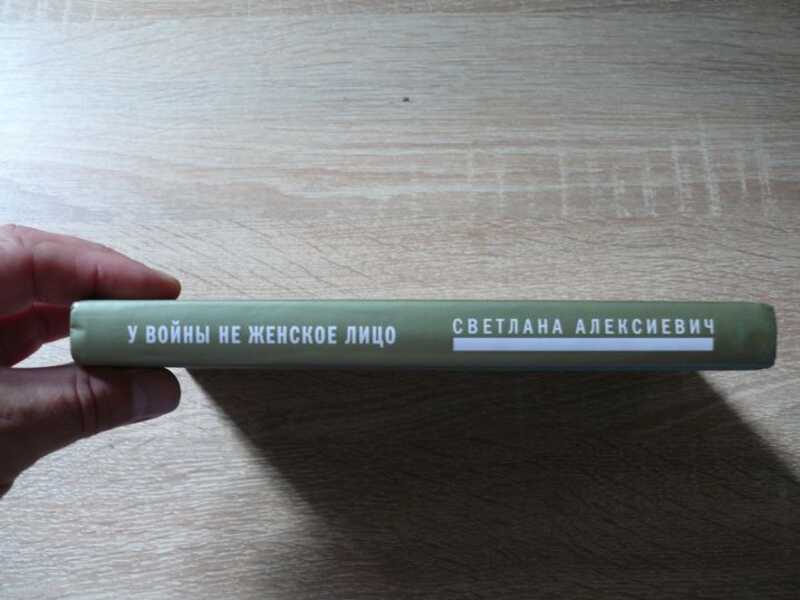 У ВОЙНЫ НЕ ЖЕНСКОЕ ЛИЦО
СВЕТЛАНА АЛЕКСИЕВИЧ